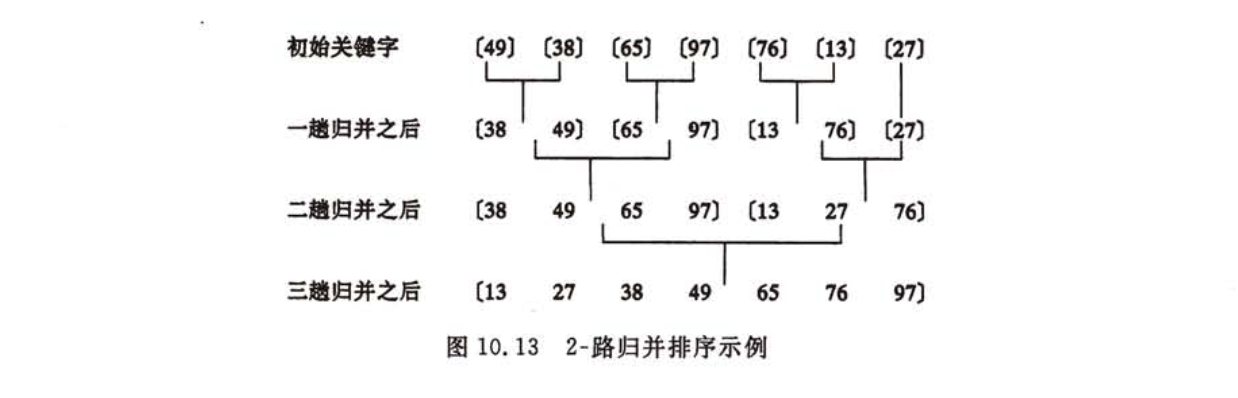 初始关键字 〔49〕 〔38〕 〔65〕 〔97〕 〔76〕 〔13〕 〔27〕
一趟归并之后 〔38 49〕 〔65 97〕 〔13 76〕 〔27〕
二趟归并之后 〔38 49 65 97〕 〔13 27 76〕
三趟归并之后 〔13 27 38 49 65 76 97〕
图 10.13 2-路归并排序示例